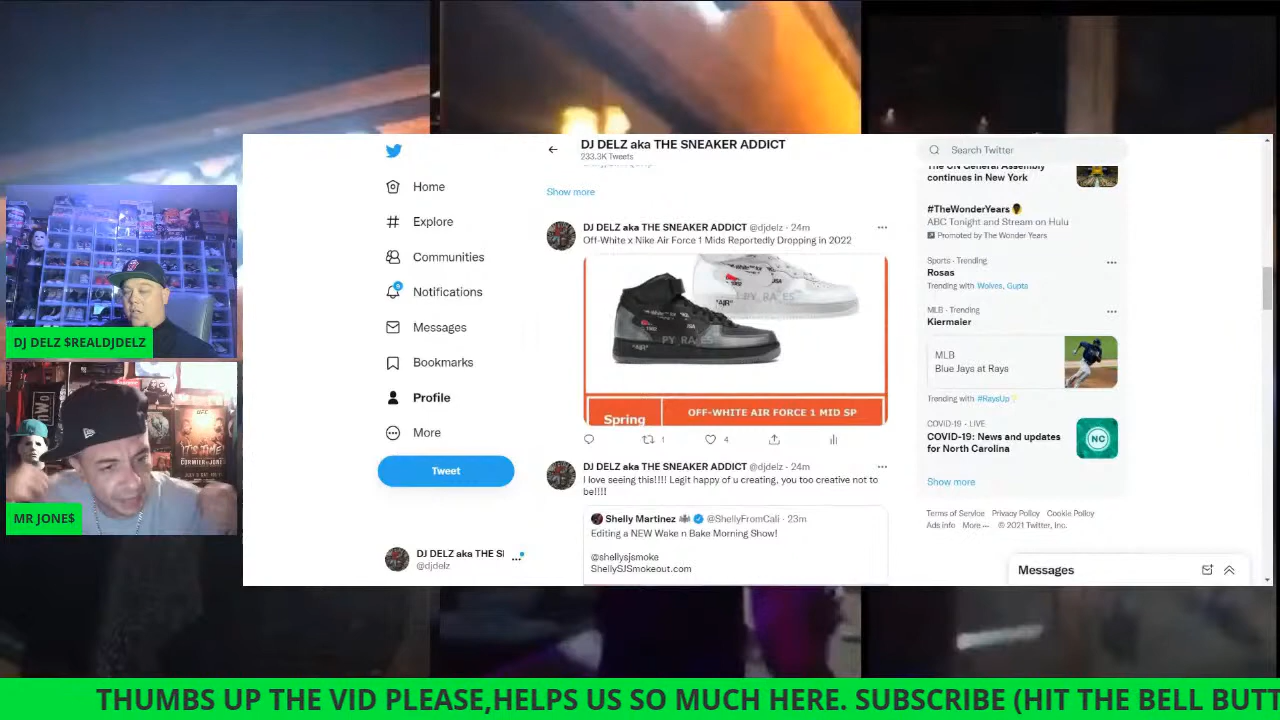 DJ DELZ $REALDJDELZ
MR JONE$
Home
Explore
Communities
Notifications
Messages
Bookmarks
Profile
More
Tweet
DJ DELZ aka THE SI
@djdelz
DJ DELZ aka THE SNEAKER ADDICT
233.3K Tweets
Show more
DJ DELZ aka THE SNEAKER ADDICT @djdelz · 24m
Off-White x Nike Air Force 1 Mids Reportedly Dropping in 2022
"AIR"
PY_RA_ES
"AIR"
PY_RA_ES
Spring
OFF-WHITE AIR FORCE 1 MID SP
1
4
DJ DELZ aka THE SNEAKER ADDICT @djdelz · 24m
I love seeing this!!!! Legit happy of u creating, you too creative not to
be!!!!
Shelly Martinez @ShellyFromCali · 23m
Editing a NEW Wake n Bake Morning Show!
@shellysjsmoke
ShellySJSmokeout.com
Search Twitter
The UN General Assembly
continues in New York
#TheWonderYears
ABC Tonight and Stream on Hulu
Promoted by The Wonder Years
Sports · Trending
Rosas
Trending with Wolves, Gupta
MLB · Trending
Kiermaier
MLB
Blue Jays at Rays
Trending with #RaysUp
COVID-19 · LIVE
COVID-19: News and updates
for North Carolina
NC
Show more
Terms of Service Privacy Policy Cookie Policy
Ads info More ··· © 2021 Twitter, Inc.
Messages
THUMBS UP THE VID PLEASE,HELPS US SO MUCH HERE. SUBSCRIBE (HIT THE BELL BUTT